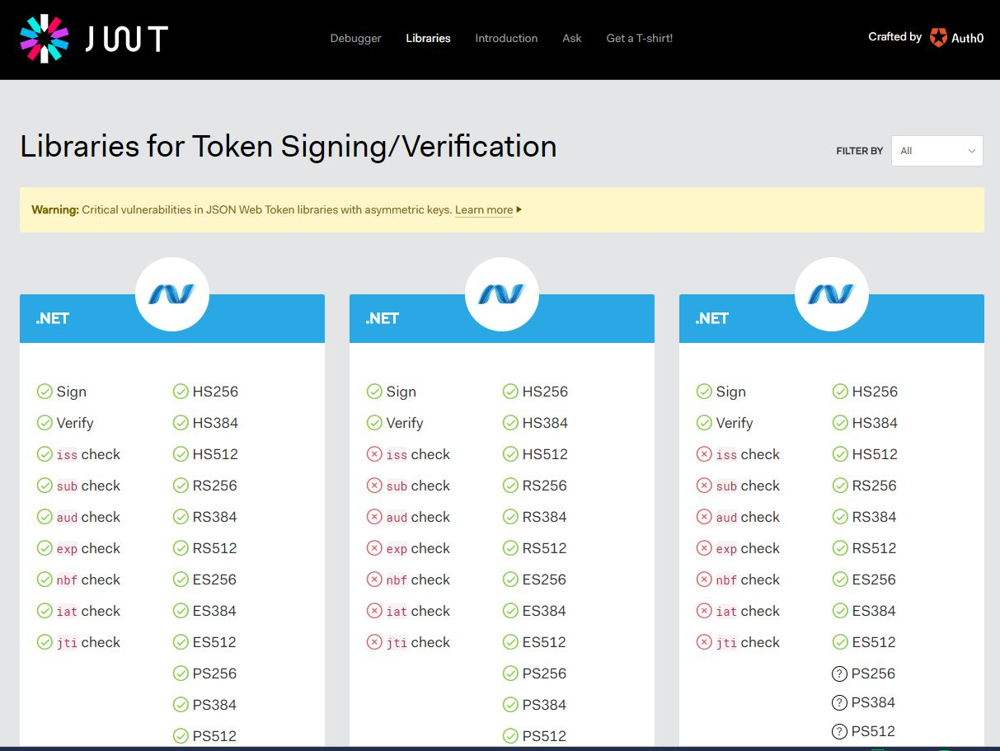 JWT
Debugger Libraries Introduction Ask Get a T-shirt!
Crafted by Auth0
Libraries for Token Signing/Verification
FILTER BY All
Warning: Critical vulnerabilities in JSON Web Token libraries with asymmetric keys. Learn more
.NET
Sign HS256
Verify HS384
iss check HS512
sub check RS256
aud check RS384
exp check RS512
nbf check ES256
iat check ES384
jti check ES512
PS256
PS384
PS512
.NET
Sign HS256
Verify HS384
iss check HS512
sub check RS256
aud check RS384
exp check RS512
nbf check ES256
iat check ES384
jti check ES512
PS256
PS384
PS512
.NET
Sign HS256
Verify HS384
iss check HS512
sub check RS256
aud check RS384
exp check RS512
nbf check ES256
iat check ES384
jti check ES512
PS256
PS384
PS512